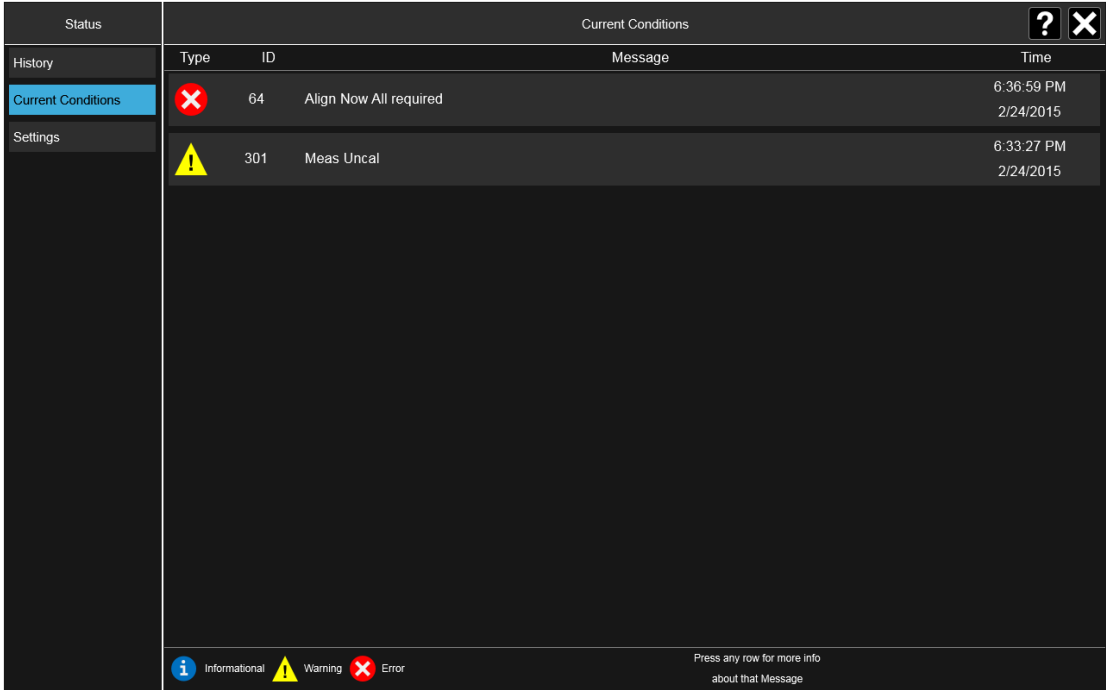 Status
Current Conditions
?
History
Current Conditions
Settings
Type ID Message Time
64 Align Now All required 6:36:59 PM
2/24/2015
! 301 Meas Uncal 6:33:27 PM
2/24/2015
i Informational ! Warning Error
Press any row for more info
about that Message